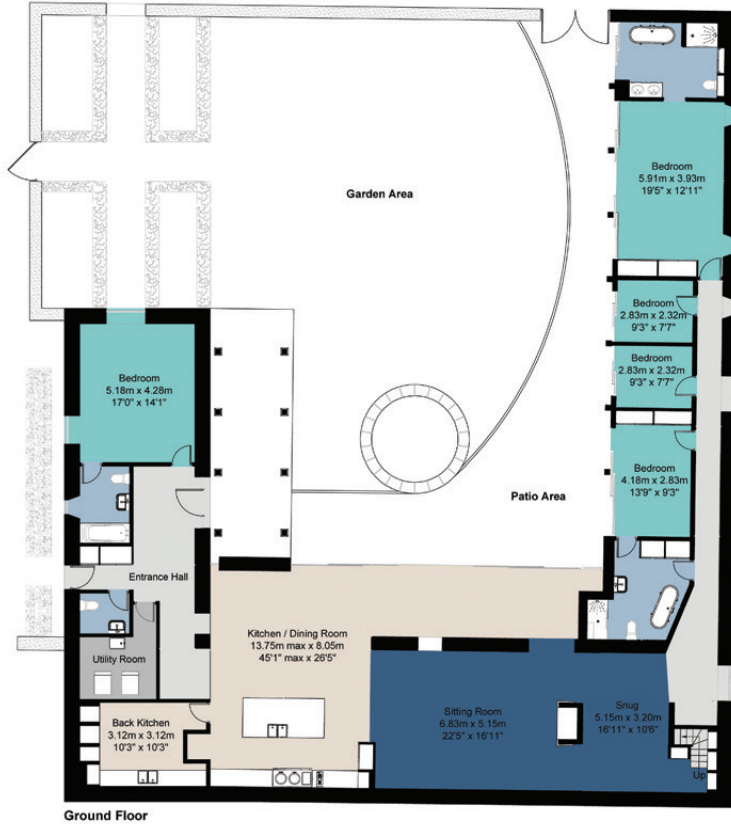 Bedroom
5.91m x 3.93m
19'5" x 12'11"
Garden Area
Bedroom
2.83m x 2.32m
9'3" x 7'7"
Bedroom
2.83m x 2.32m
9'3" x 7'7"
Bedroom
5.18m x 4.28m
17'0" x 14'1"
Bedroom
4.18m x 2.83m
13'9" x 9'3"
Patio Area
Entrance Hall
Kitchen / Dining Room
13.75m max x 8.05m
45'1" max x 26'5"
Utility Room
Sitting Room
6.83m x 5.15m
22'5" x 16'11"
Snug
5.15m x 3.20m
16'11" x 10'6"
Back Kitchen
3.12m x 3.12m
10'3" x 10'3"
Up
Ground Floor